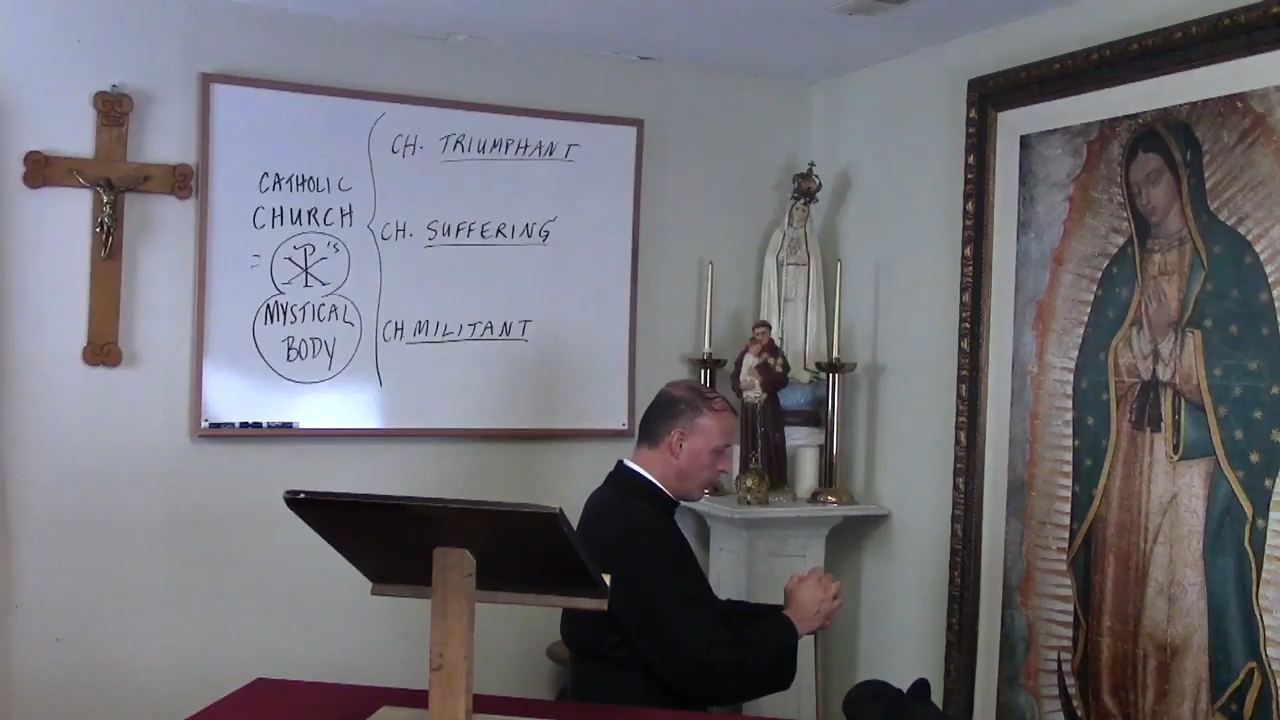 CATHOLIC
CHURCH
= ☧'s
MYSTICAL
BODY
CH. TRIUMPHANT
CH. SUFFERING
CH MILITANT